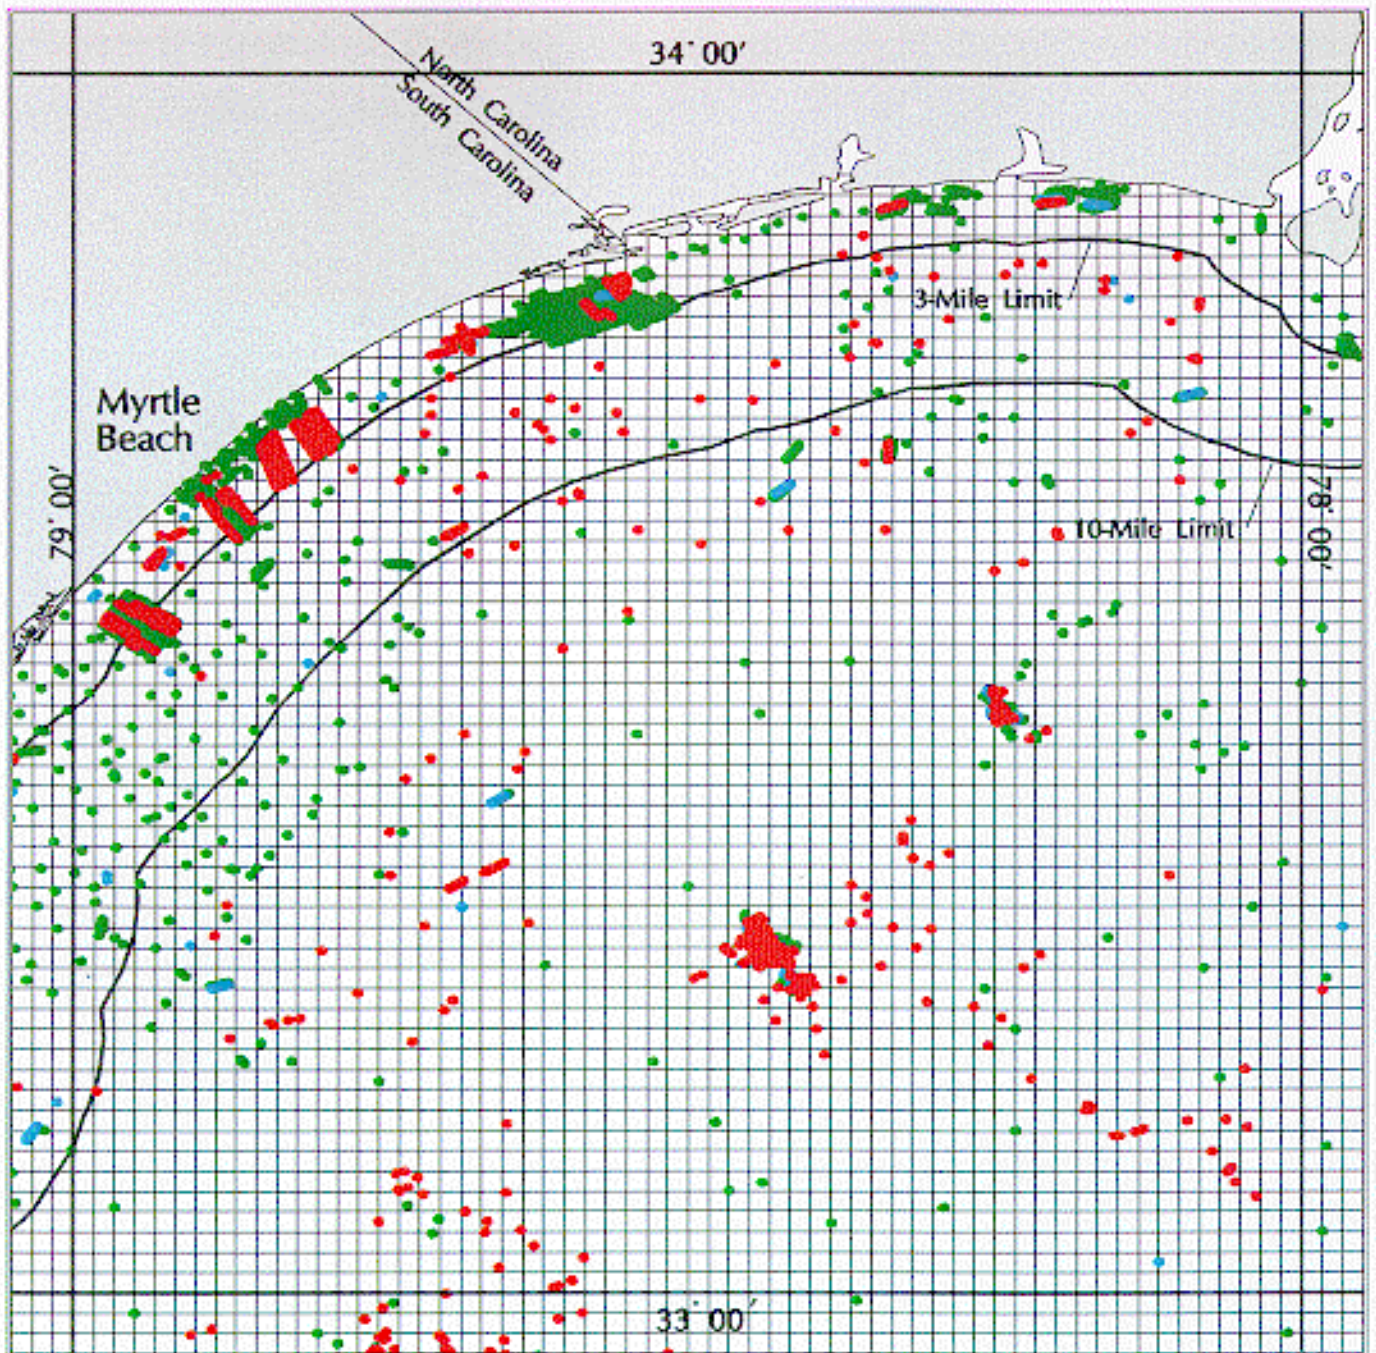 34° 00′
North Carolina
South Carolina
3-Mile Limit
Myrtle
Beach
79° 00′
78° 00′
10-Mile Limit
33° 00′